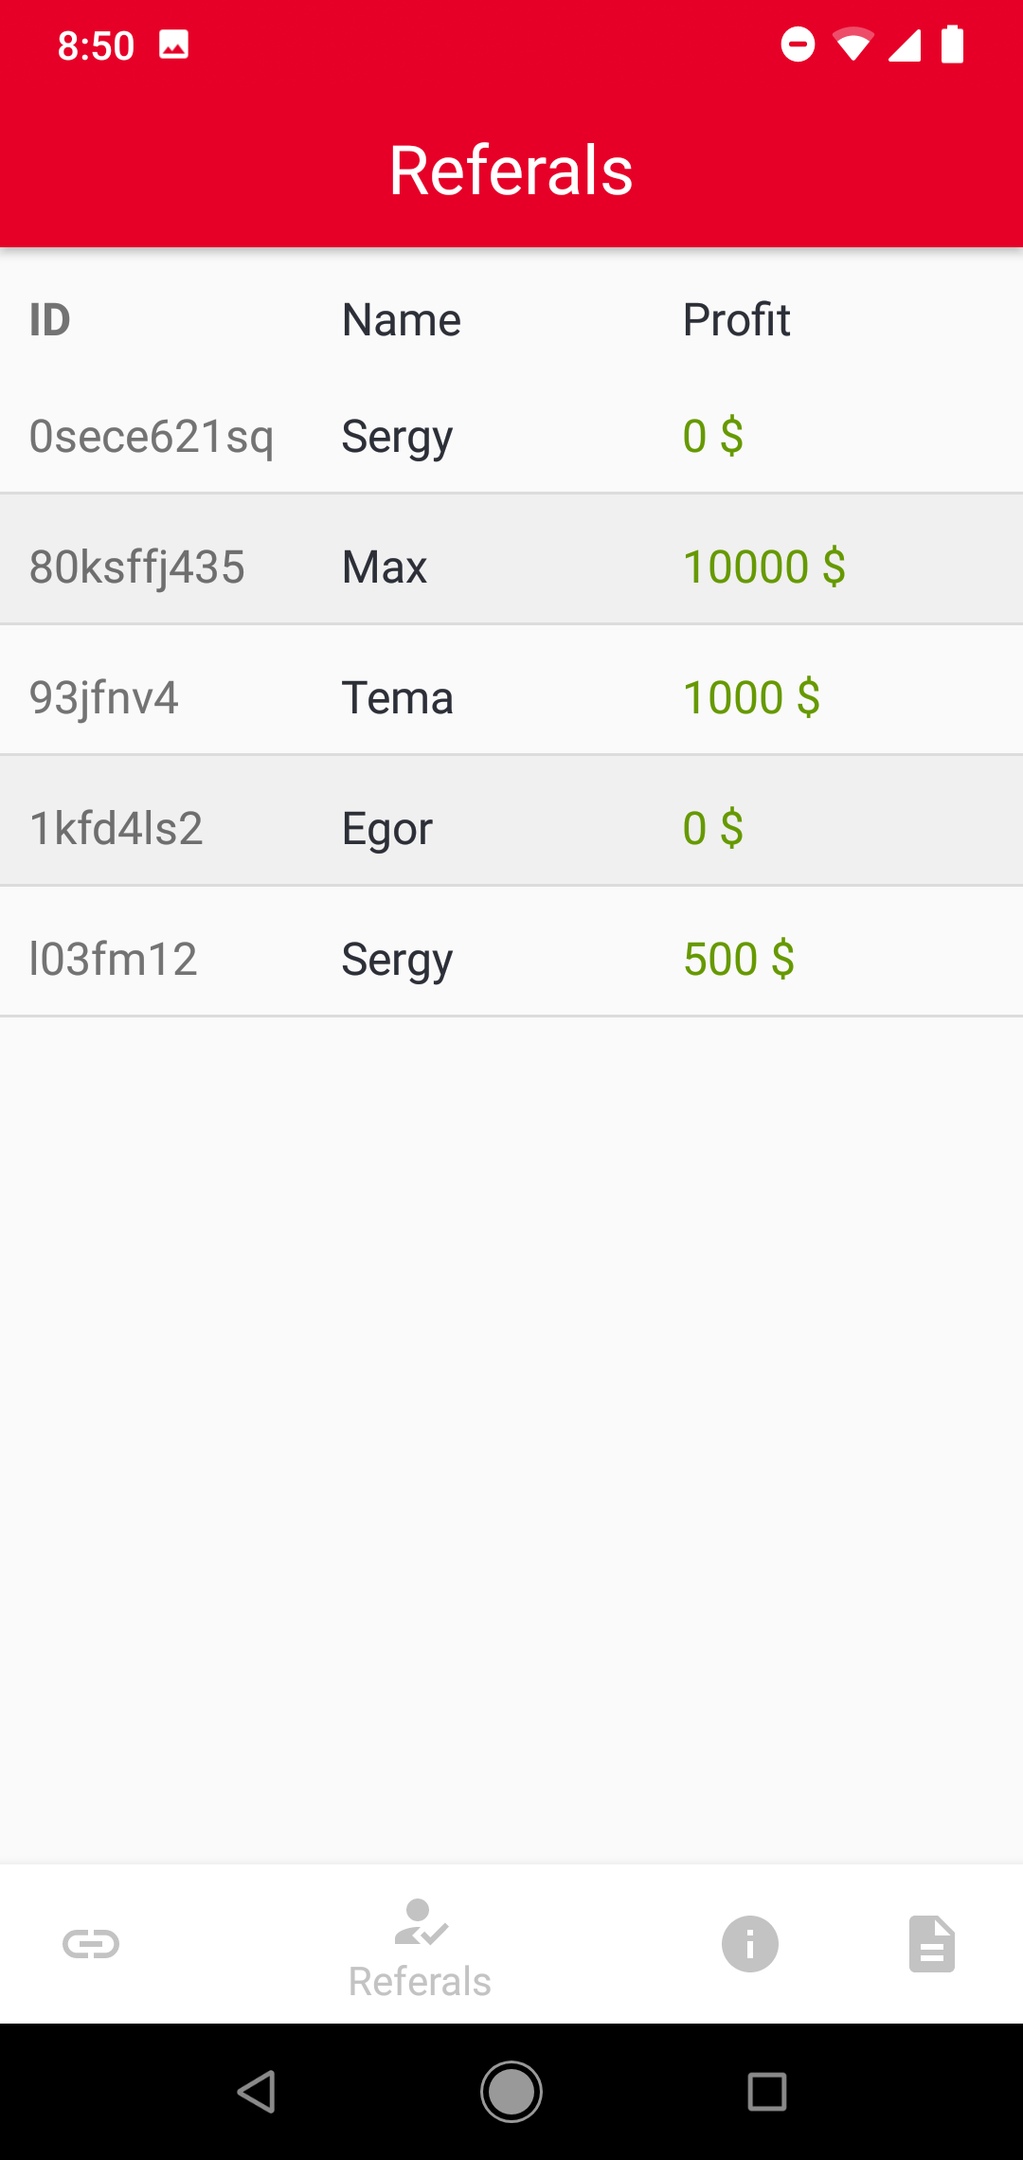 8:50
Referals
ID Name Profit
0sece621sq Sergy 0 $
80ksffj435 Max 10000 $
93jfnv4 Tema 1000 $
1kfd4ls2 Egor 0 $
l03fm12 Sergy 500 $
Referals